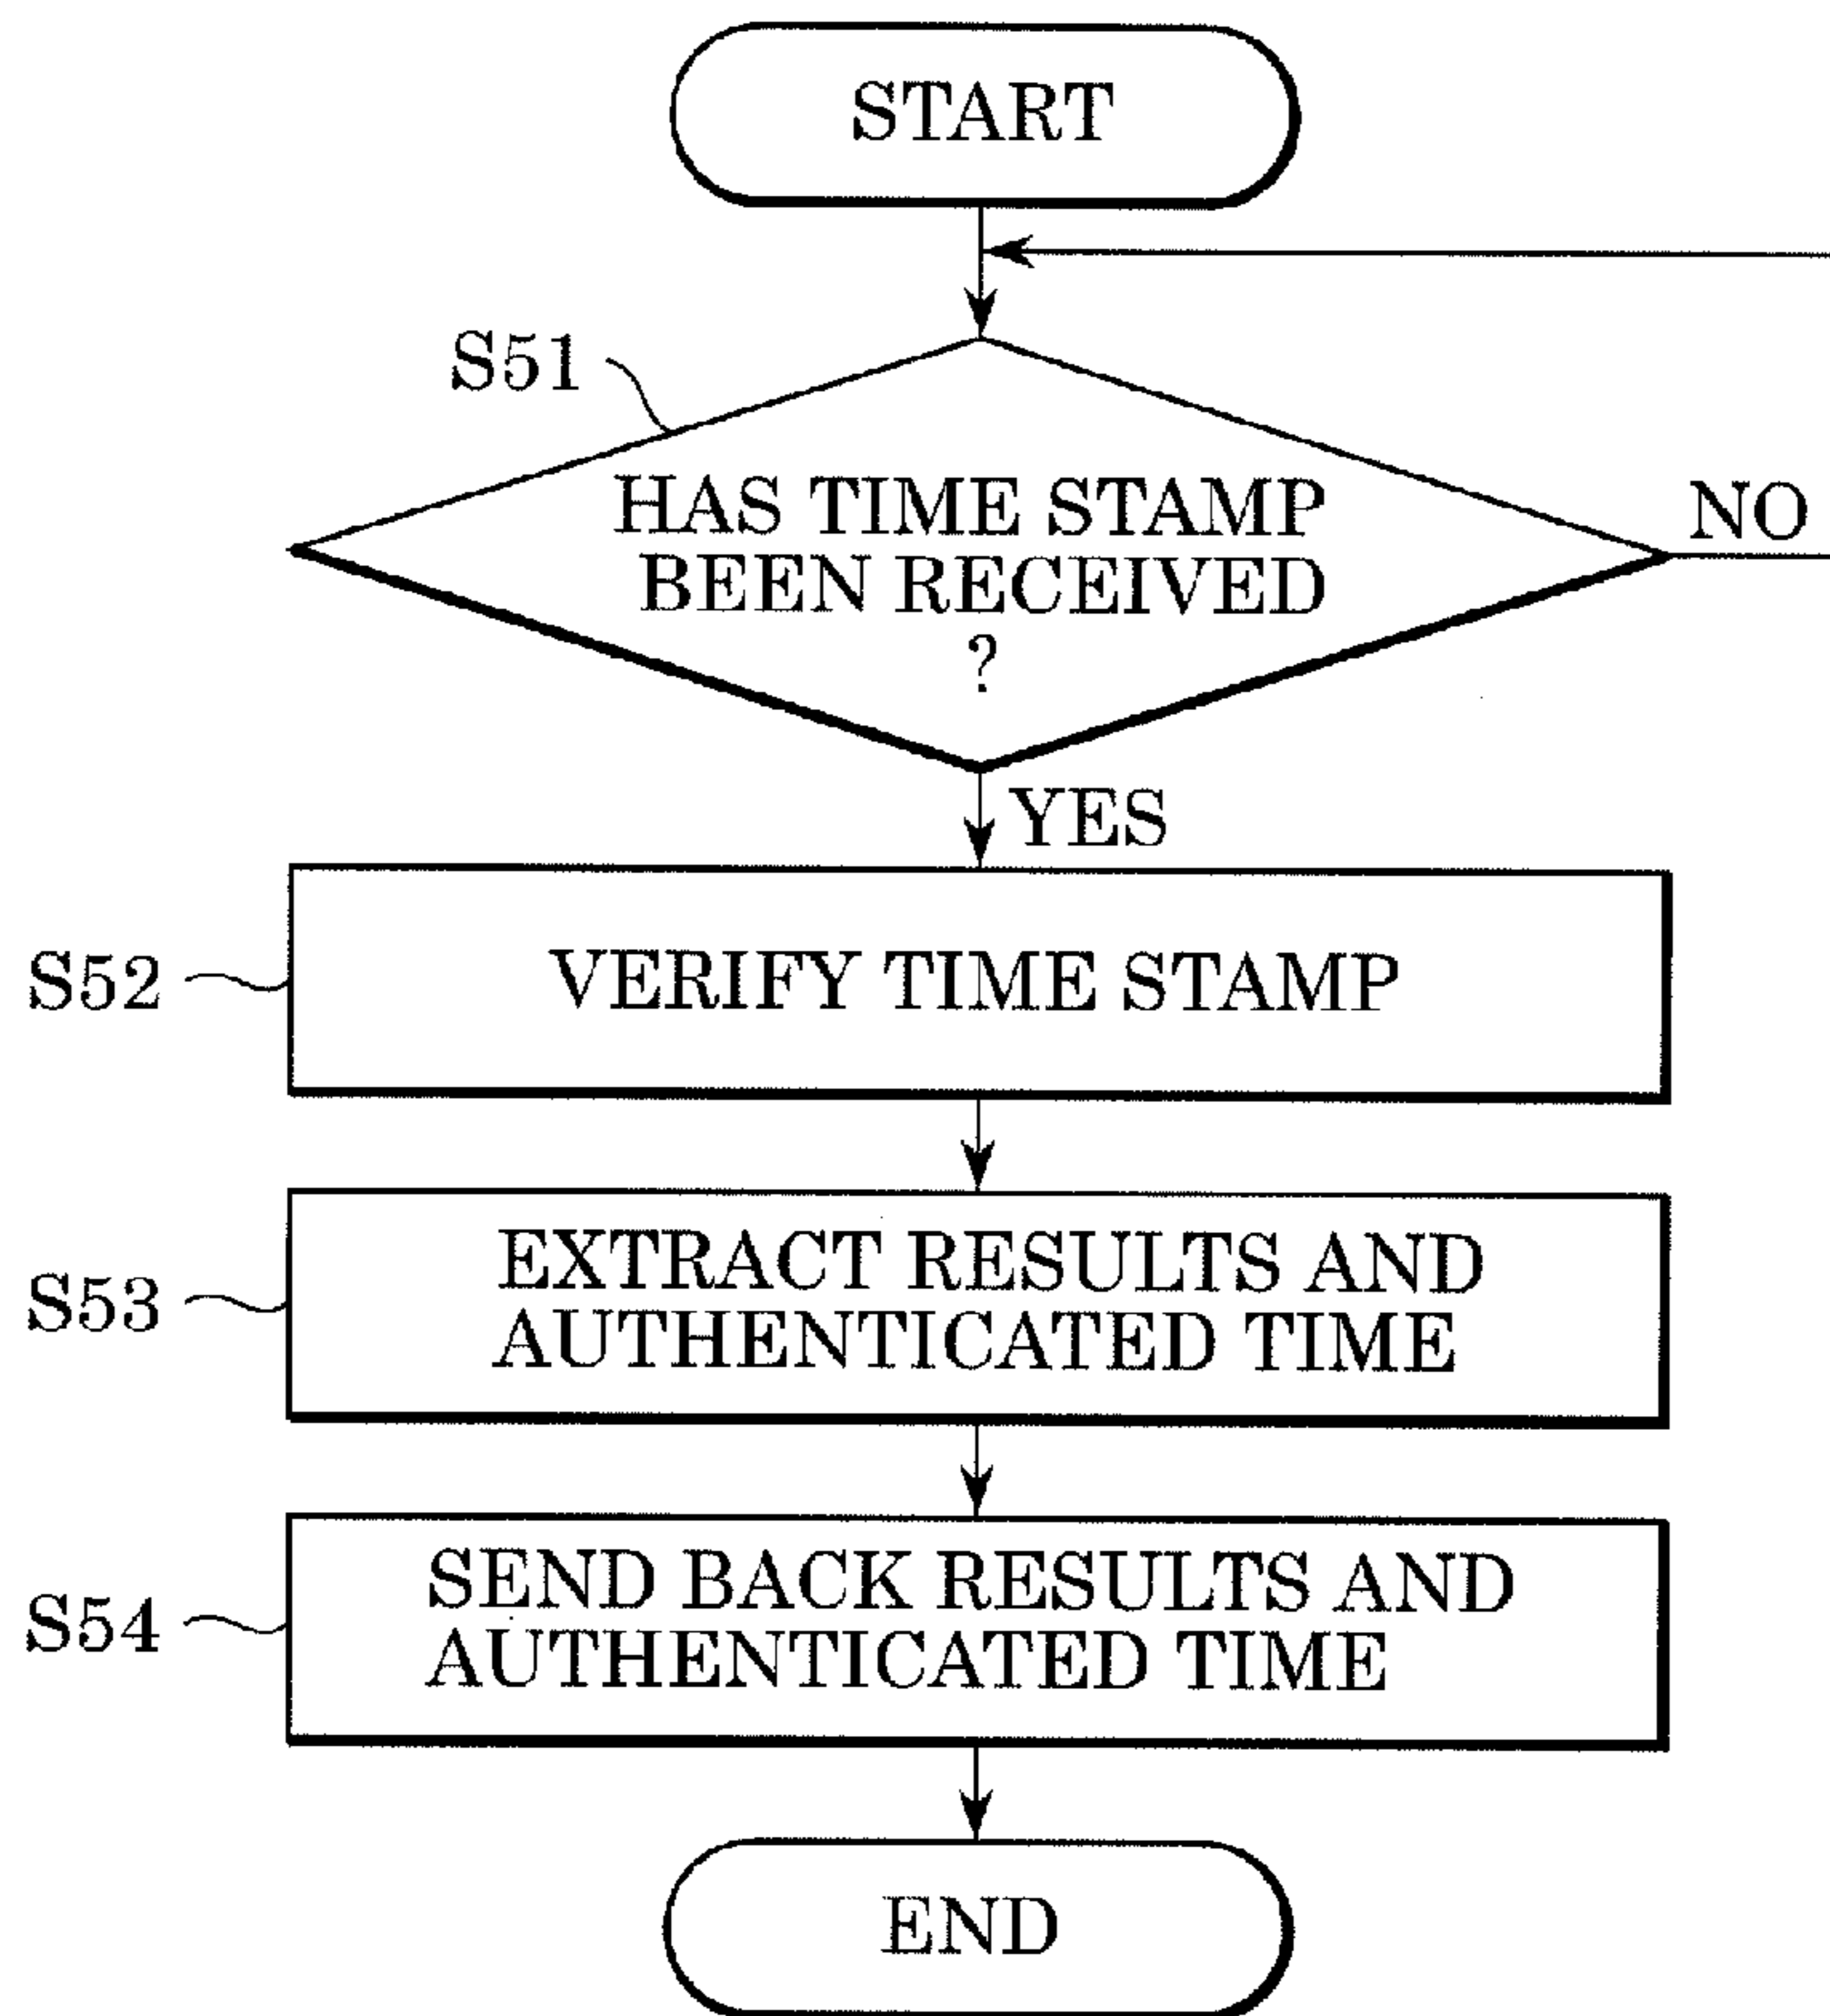 START
S51
HAS TIME STAMP
BEEN RECEIVED
?
NO
YES
S52
VERIFY TIME STAMP
S53
EXTRACT RESULTS AND
AUTHENTICATED TIME
S54
SEND BACK RESULTS AND
AUTHENTICATED TIME
END